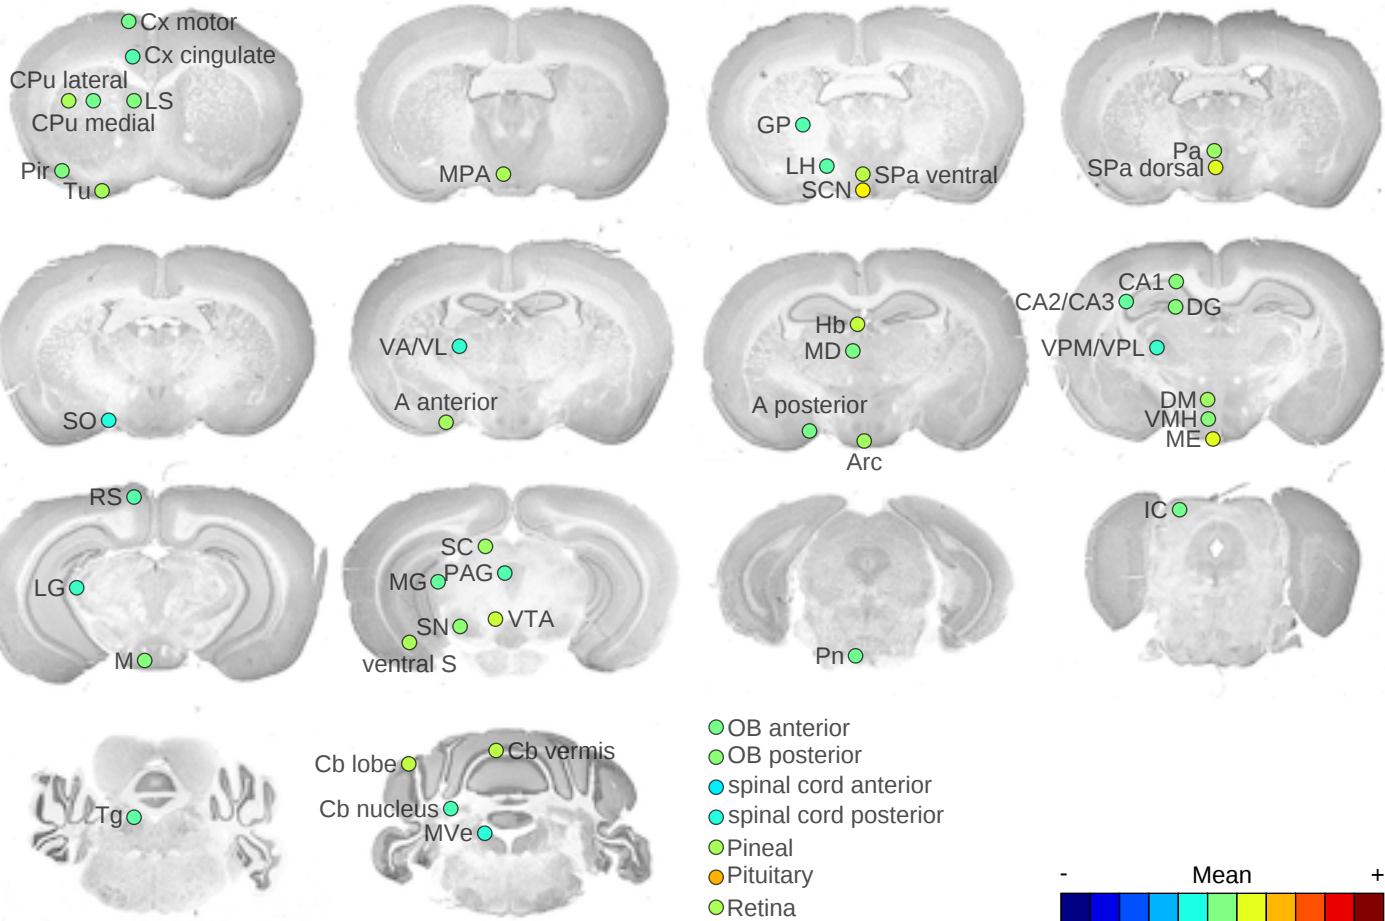 Cx motor
Cx cingulate
CPu lateral
LS
CPu medial
Pir
Tu
MPA
GP
LH
SPa ventral
SCN
Pa
SPa dorsal
SO
VA/VL
A anterior
Hb
MD
A posterior
Arc
CA1
CA2/CA3
DG
VPM/VPL
DM
VMH
ME
RS
LG
M
SC
MG
PAG
SN
VTA
ventral S
Pn
IC
Tg
Cb lobe
Cb vermis
Cb nucleus
MVe
OB anterior
OB posterior
spinal cord anterior
spinal cord posterior
Pineal
Pituitary
Retina
- Mean +